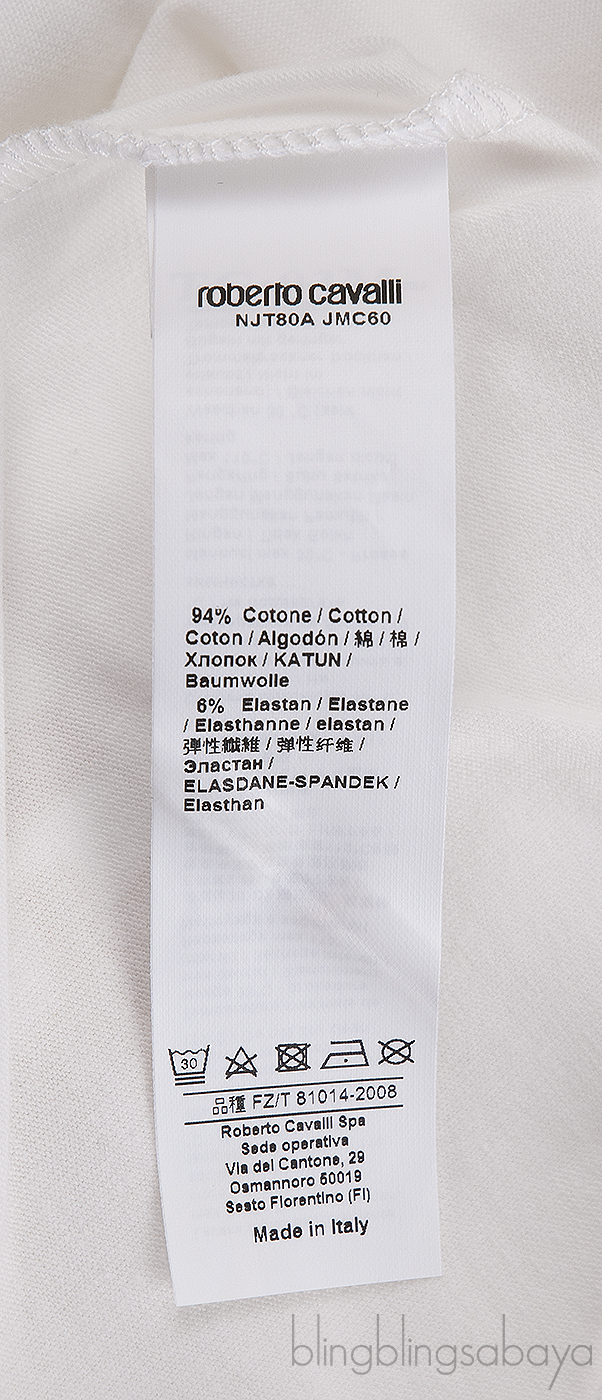 roberto cavalli
NJT80A JMC60
94% Cotone / Cotton /
Coton / Algodón / 綿 / 棉 /
Хлопок / KATUN /
Baumwolle
6% Elastan / Elastane
/ Elasthanne / elastan /
彈性纖維 / 弹性纤维 /
Эластан /
ELASDANE-SPANDEK /
Elasthan
30
品種 FZ/T 81014-2008
Roberto Cavalli Spa
Sede operativa
Via del Cantone, 29
Osmannoro 50019
Sesto Fiorentino (FI)
Made in Italy
blingblingsabaya